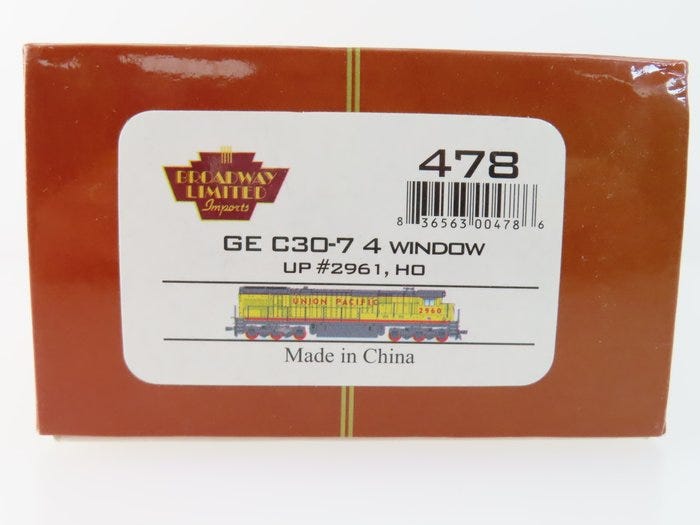 BROADWAY
LIMITED
Imports
478
8 36563 00478 6
GE C30-7 4 WINDOW
UP #2961, HO
UNION PACIFIC
2960
Made in China